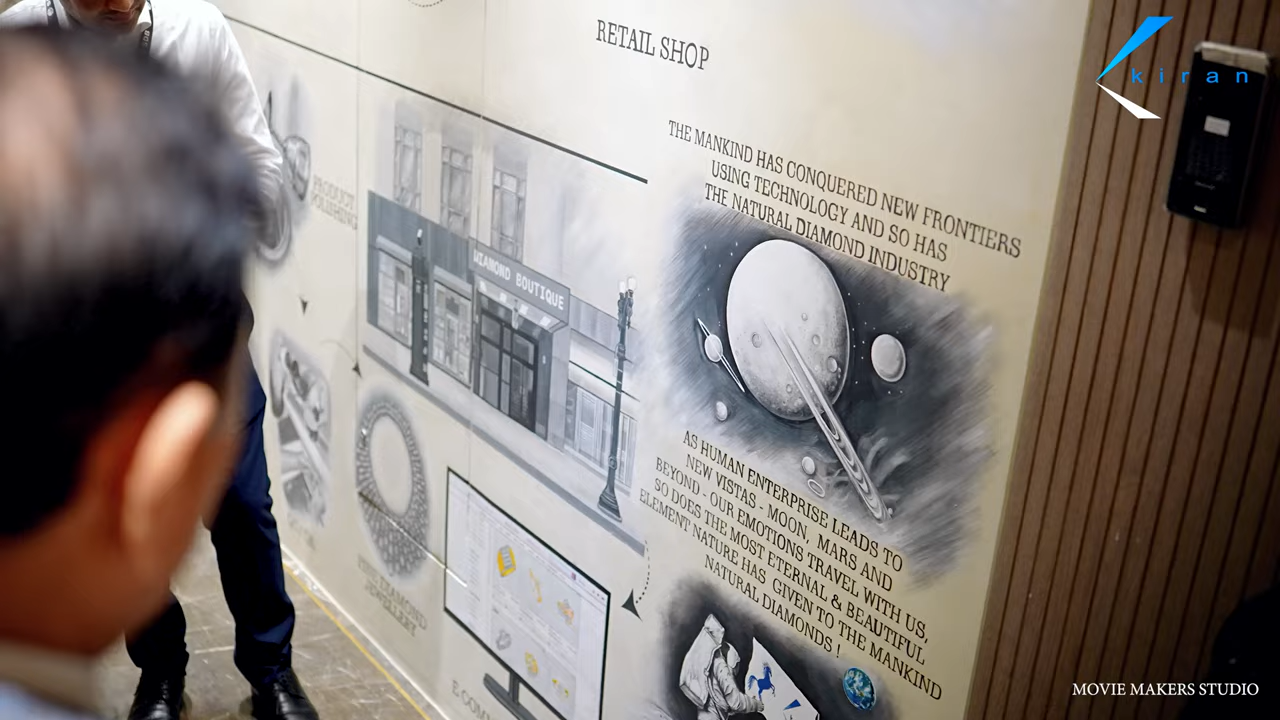 RETAIL SHOP
kiran
THE MANKIND HAS CONQUERED NEW FRONTIERS
USING TECHNOLOGY AND SO HAS
THE NATURAL DIAMOND INDUSTRY
PRODUCT
POLISHING
DIAMOND BOUTIQUE
AS HUMAN ENTERPRISE LEADS TO
NEW VISTAS - MOON, MARS AND
BEYOND - OUR EMOTIONS TRAVEL WITH US,
SO DOES THE MOST ETERNAL & BEAUTIFUL
ELEMENT NATURE HAS GIVEN TO THE MANKIND
NATURAL DIAMONDS !
DIAMOND
JEWELLERY
MOVIE MAKERS STUDIO